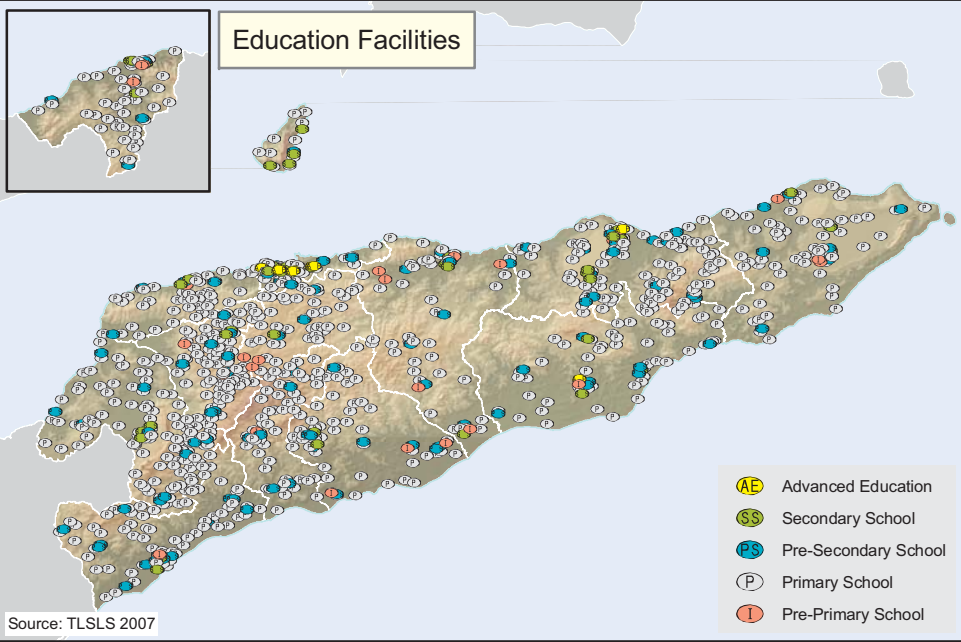 Education Facilities
AE Advanced Education
SS Secondary School
PS Pre-Secondary School
P Primary School
I Pre-Primary School
Source: TLSLS 2007